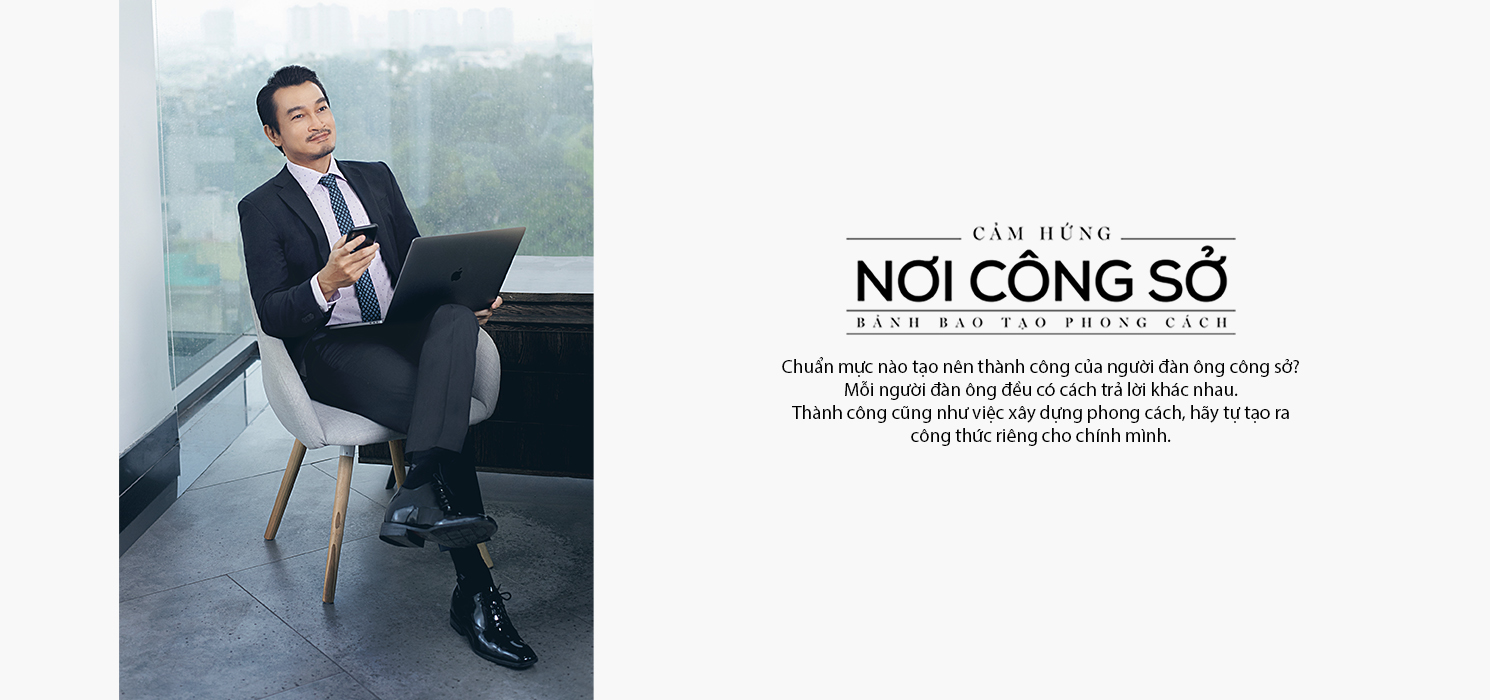 CẢM HỨNG
NƠI CÔNG SỞ
BẢNH BAO TẠO PHONG CÁCH
Chuẩn mực nào tạo nên thành công của người đàn ông công sở?
Mỗi người đàn ông đều có cách trả lời khác nhau.
Thành công cũng như việc xây dựng phong cách, hãy tự tạo ra
công thức riêng cho chính mình.